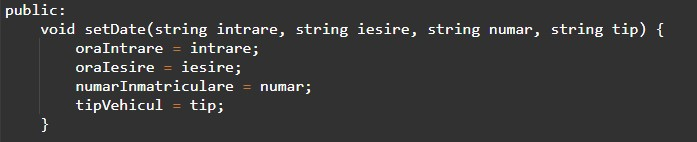 public:
    void setDate(string intrare, string iesire, string numar, string tip) {
        oraIntrare = intrare;
        oraIesire = iesire;
        numarInmatriculare = numar;
        tipVehicul = tip;
    }